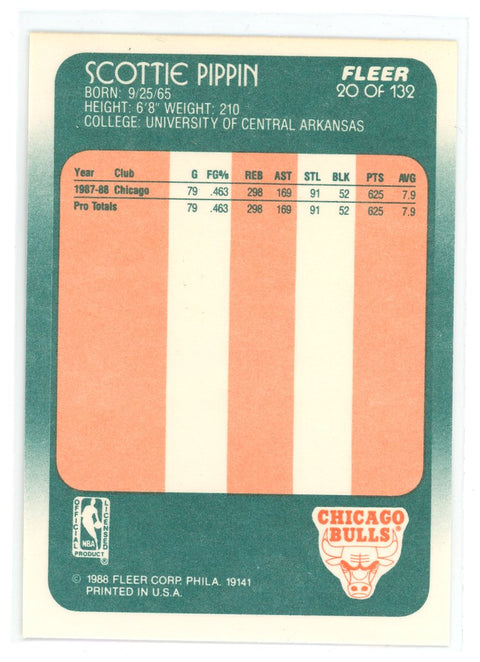 SCOTTIE PIPPIN
FLEER
BORN: 9/25/65
20 OF 132
HEIGHT: 6'8" WEIGHT: 210
COLLEGE: UNIVERSITY OF CENTRAL ARKANSAS
Year Club G FG% REB AST STL BLK PTS AVG
1987-88 Chicago 79 .463 298 169 91 52 625 7.9
Pro Totals 79 .463 298 169 91 52 625 7.9
OFFICIAL
LICENSED
NBA
PRODUCT
®
CHICAGO
BULLS®
© 1988 FLEER CORP. PHILA. 19141
PRINTED IN U.S.A.